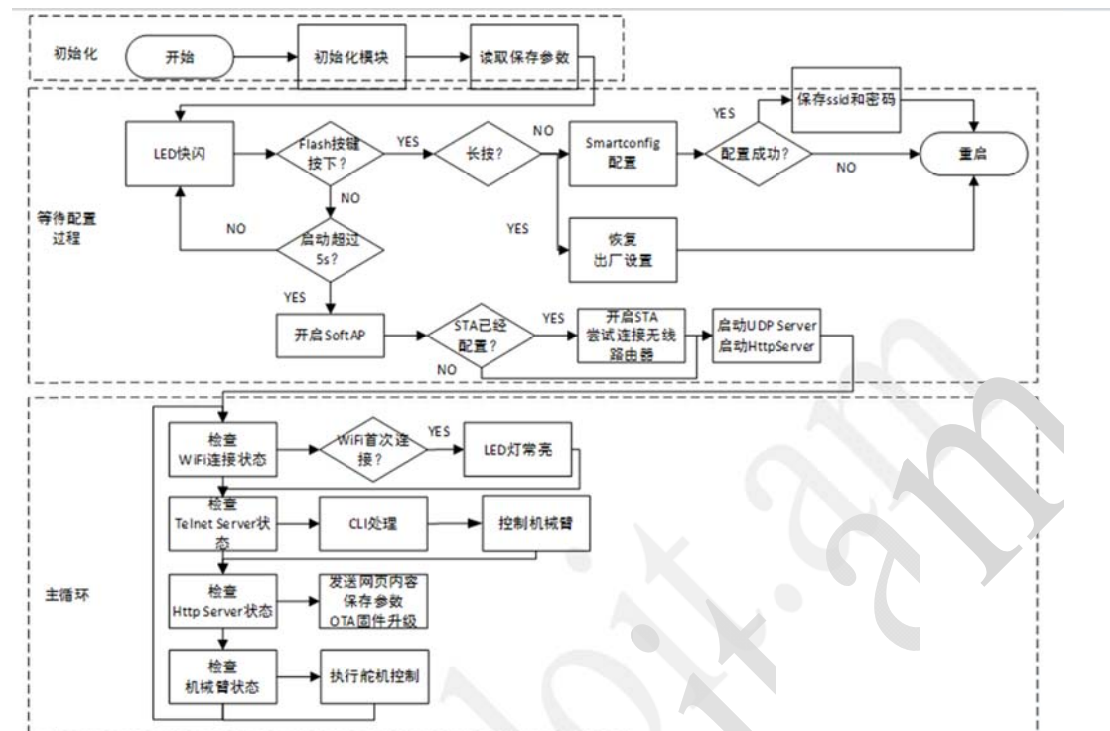 初始化
开始
初始化模块
读取保存参数
等待配置
过程
LED快闪
Flash按键
按下？
YES
NO
长按？
NO
YES
Smartconfig
配置
配置成功？
YES
NO
保存ssid和密码
重启
恢复
出厂设置
启动超过
5s？
NO
YES
开启SoftAP
STA已经
配置？
YES
NO
开启STA
尝试连接无线
路由器
启动UDP Server
启动HttpServer
主循环
检查
WiFi连接状态
WiFi首次连
接？
YES
LED灯常亮
检查
Telnet Server状
态
CLI处理
控制机械臂
检查
Http Server状态
发送网页内容
保存参数
OTA固件升级
检查
机械臂状态
执行舵机控制
doit.am